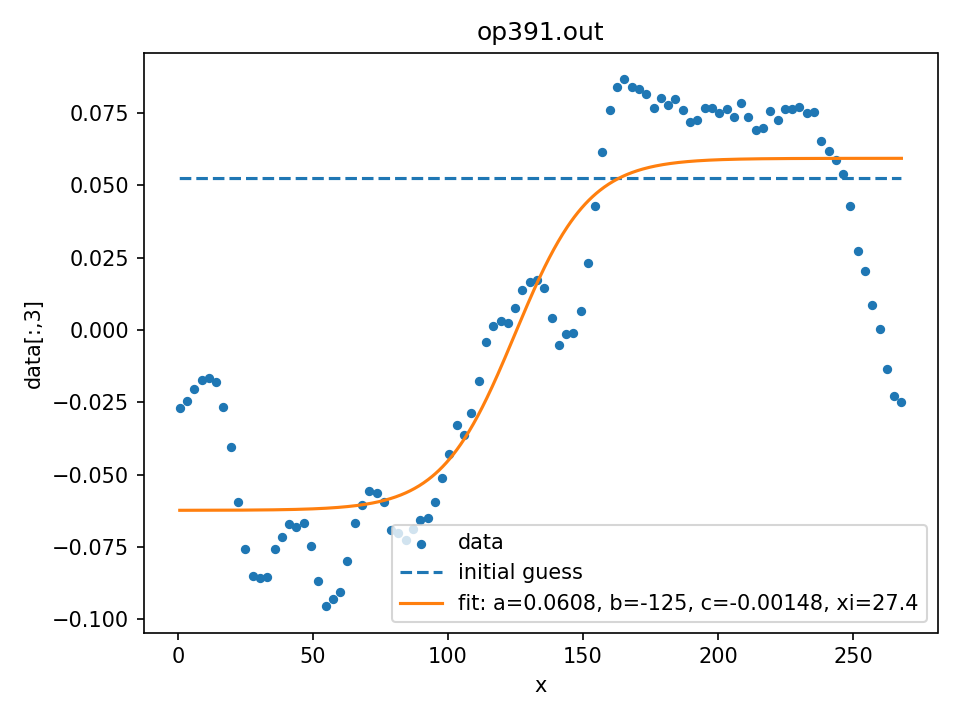 op391.out
data[:,3]
0.075
0.050
0.025
0.000
−0.025
−0.050
−0.075
−0.100
data
initial guess
fit: a=0.0608, b=-125, c=-0.00148, xi=27.4
0 50 100 150 200 250
x